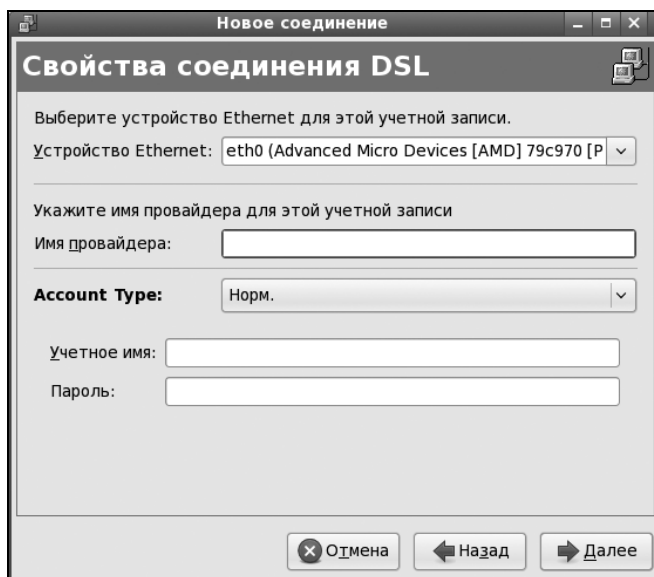 Новое соединение
Свойства соединения DSL
Выберите устройство Ethernet для этой учетной записи.
Устройство Ethernet: eth0 (Advanced Micro Devices [AMD] 79c970 [P
Укажите имя провайдера для этой учетной записи
Имя провайдера:
Account Type: Норм.
Учетное имя:
Пароль:
Отмена Назад Далее